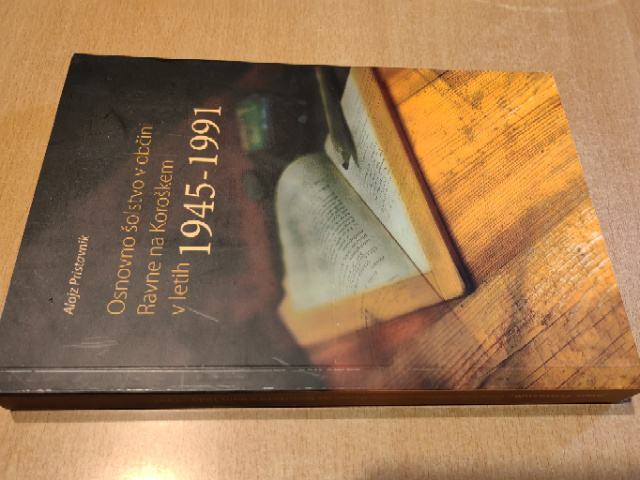 Alojz Pristovnik
Osnovno šolstvo v občini
Ravne na Koroškem
v letih 1945-1991